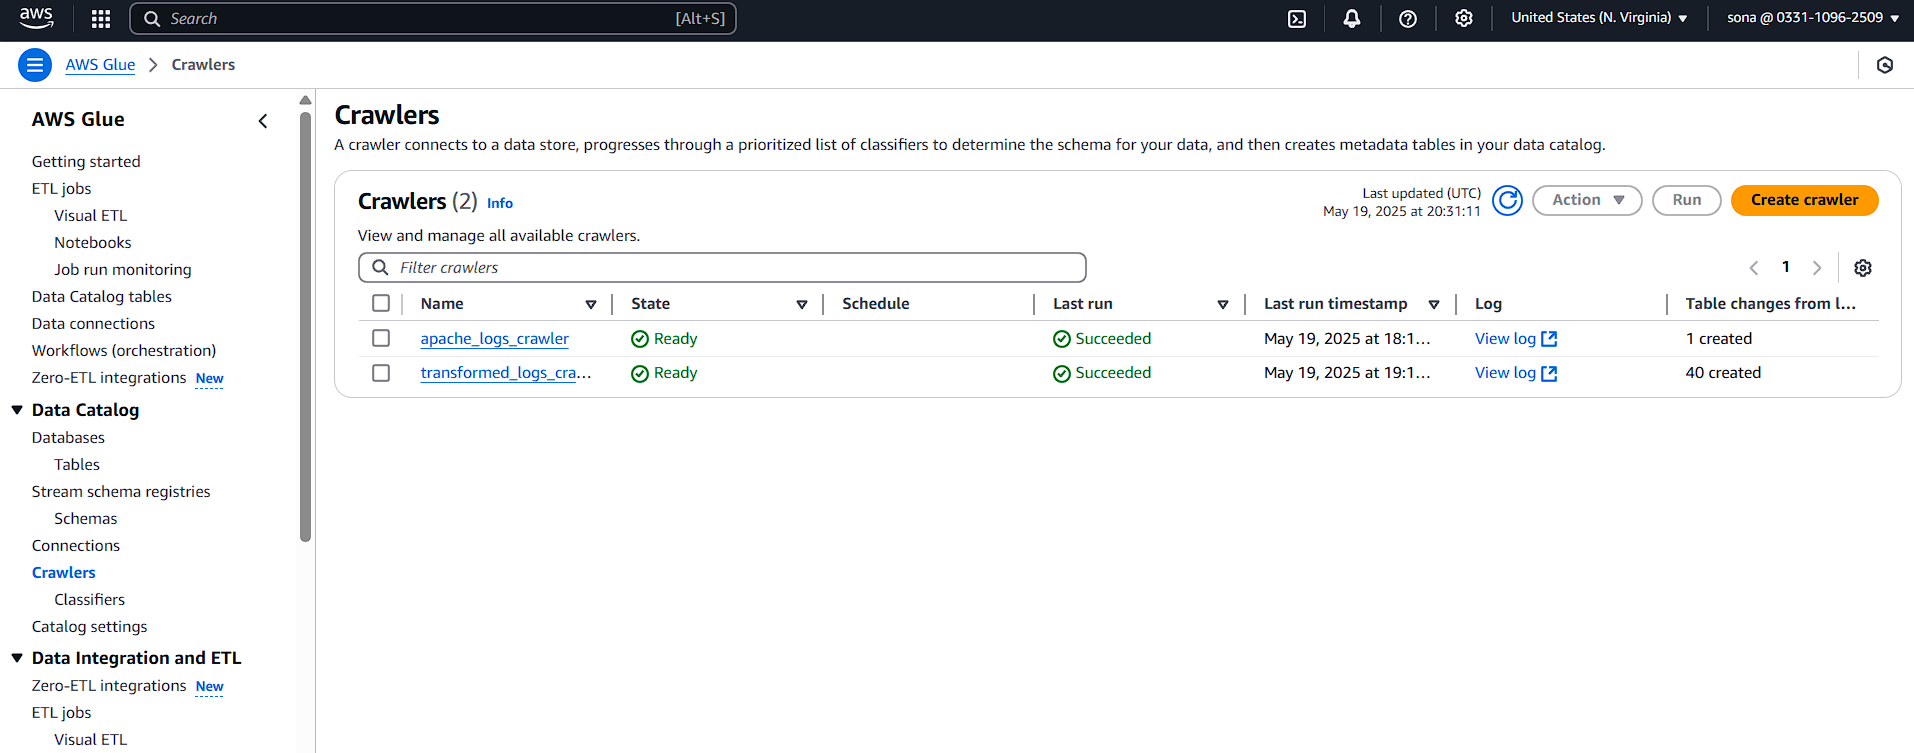 aws
Search [Alt+S]
United States (N. Virginia)
sona @ 0331-1096-2509
AWS Glue
Crawlers
AWS Glue
Getting started
ETL jobs
Visual ETL
Notebooks
Job run monitoring
Data Catalog tables
Data connections
Workflows (orchestration)
Zero-ETL integrations New
Data Catalog
Databases
Tables
Stream schema registries
Schemas
Connections
Crawlers
Classifiers
Catalog settings
Data Integration and ETL
Zero-ETL integrations New
ETL jobs
Visual ETL
Crawlers
A crawler connects to a data store, progresses through a prioritized list of classifiers to determine the schema for your data, and then creates metadata tables in your data catalog.
Crawlers (2) Info
Last updated (UTC)
May 19, 2025 at 20:31:11
Action
Run
Create crawler
View and manage all available crawlers.
Filter crawlers
1
Name State Schedule Last run Last run timestamp Log Table changes from l...
apache_logs_crawler Ready Succeeded May 19, 2025 at 18:1... View log 1 created
transformed_logs_cra... Ready Succeeded May 19, 2025 at 19:1... View log 40 created